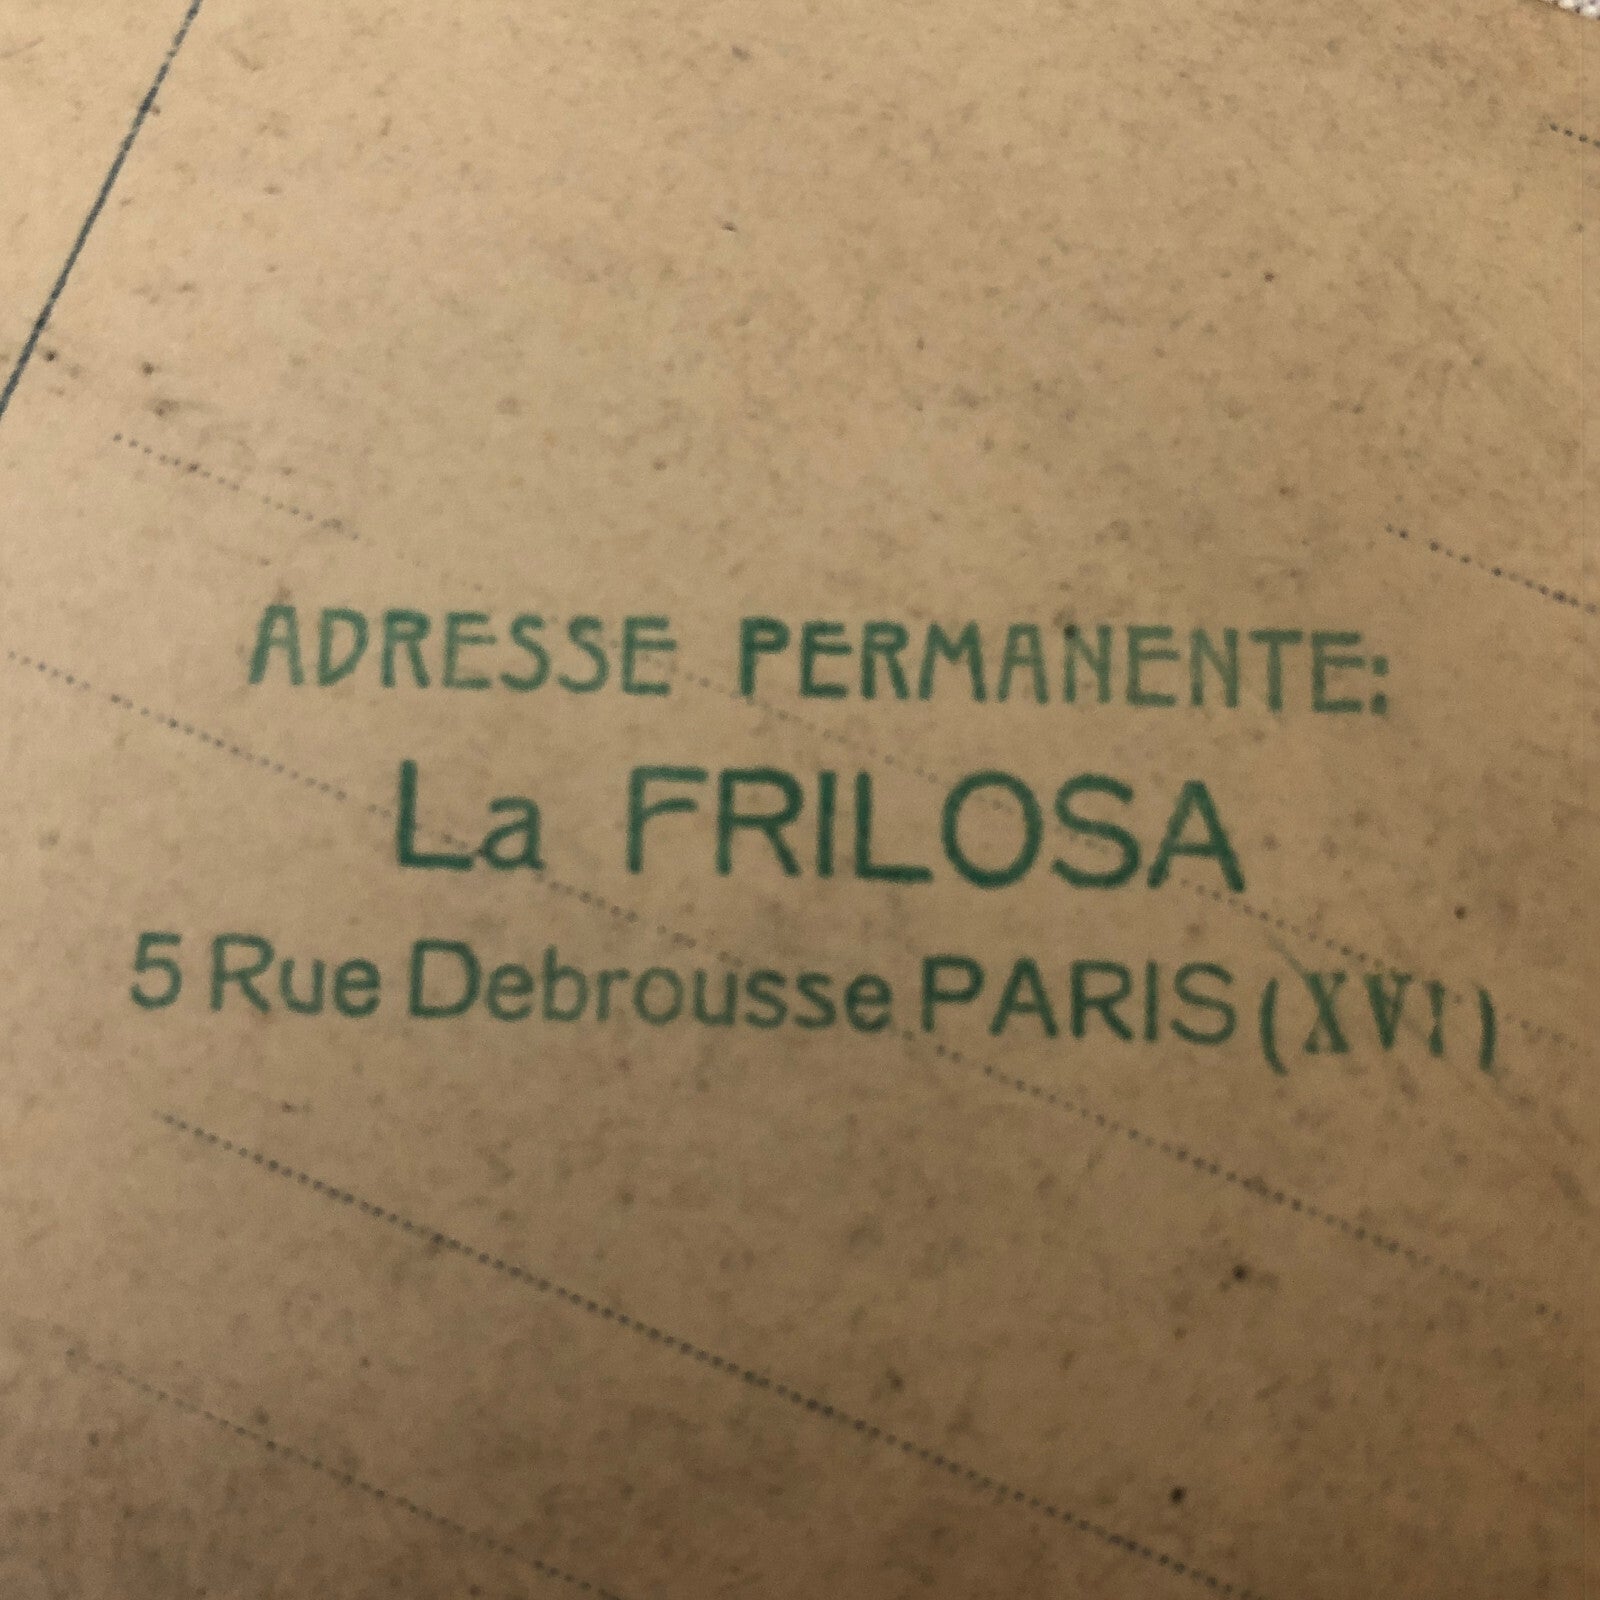 ADRESSE PERMANENTE:
La FRILOSA
5 Rue Debrousse PARIS (XVI)